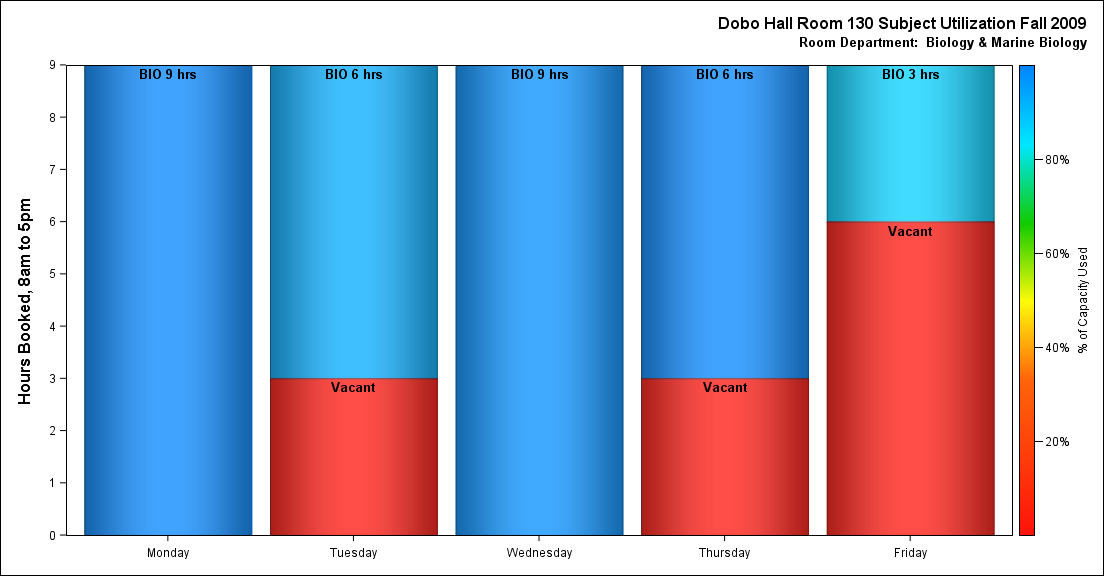 Dobo Hall Room 130 Subject Utilization Fall 2009
Room Department:  Biology & Marine Biology
Hours Booked, 8am to 5pm
9
8
7
6
5
4
3
2
1
0
BIO 9 hrs
BIO 6 hrs
BIO 9 hrs
BIO 6 hrs
BIO 3 hrs
Vacant
Vacant
Vacant
Monday
Tuesday
Wednesday
Thursday
Friday
80%
60%
40%
20%
% of Capacity Used